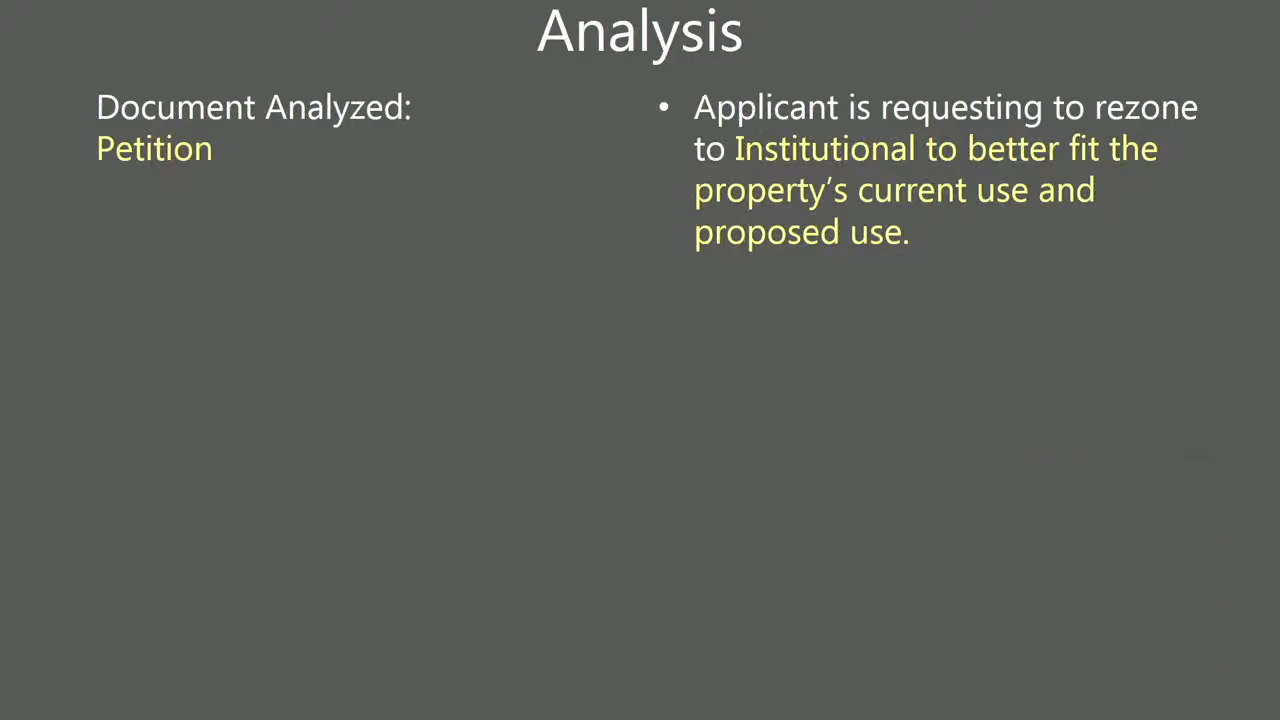 Analysis
Document Analyzed:
Petition
• Applicant is requesting to rezone
to Institutional to better fit the
property’s current use and
proposed use.